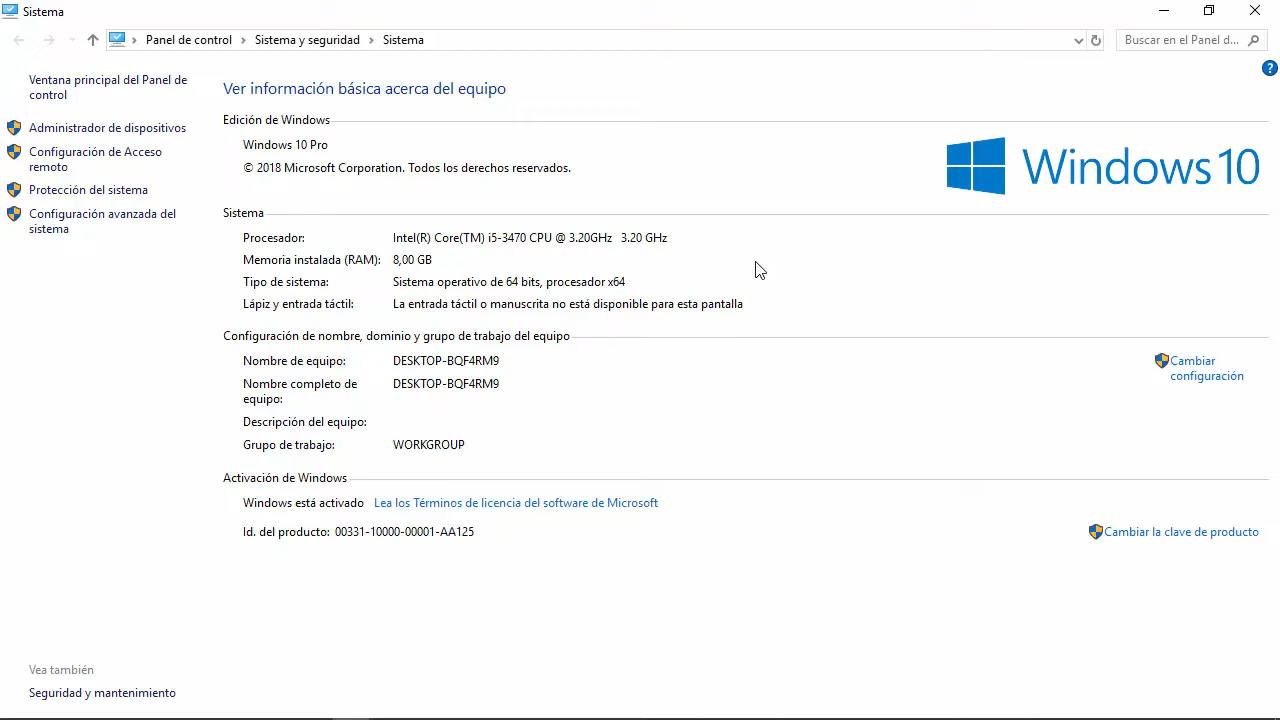 Sistema
Panel de control > Sistema y seguridad > Sistema
Buscar en el Panel d...
Ventana principal del Panel de
control
Administrador de dispositivos
Configuración de Acceso
remoto
Protección del sistema
Configuración avanzada del
sistema
Ver información básica acerca del equipo
Edición de Windows
Windows 10 Pro
© 2018 Microsoft Corporation. Todos los derechos reservados.
Windows 10
Sistema
Procesador: Intel(R) Core(TM) i5-3470 CPU @ 3.20GHz 3.20 GHz
Memoria instalada (RAM): 8,00 GB
Tipo de sistema: Sistema operativo de 64 bits, procesador x64
Lápiz y entrada táctil: La entrada táctil o manuscrita no está disponible para esta pantalla
Configuración de nombre, dominio y grupo de trabajo del equipo
Nombre de equipo: DESKTOP-BQF4RM9
Cambiar
configuración
Nombre completo de
equipo:
DESKTOP-BQF4RM9
Descripción del equipo:
Grupo de trabajo: WORKGROUP
Activación de Windows
Windows está activado Lea los Términos de licencia del software de Microsoft
Id. del producto: 00331-10000-00001-AA125
Cambiar la clave de producto
Vea también
Seguridad y mantenimiento